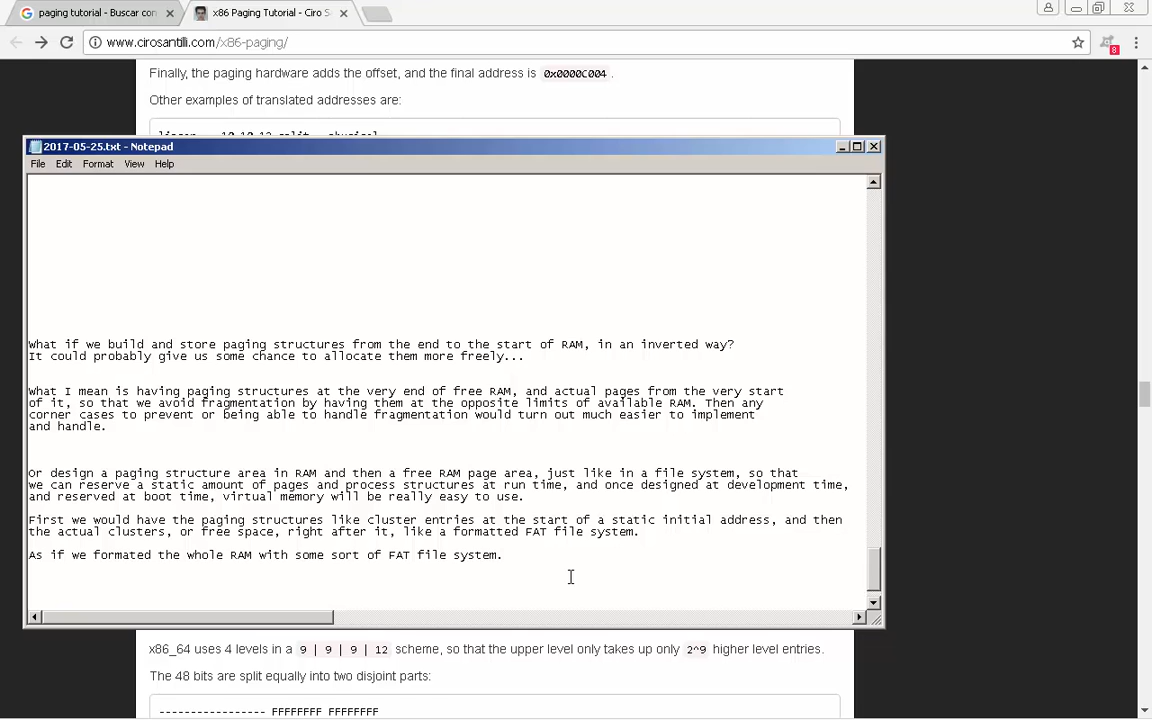 paging tutorial - Buscar con
x86 Paging Tutorial - Ciro S
www.cirosantilli.com/x86-paging/
8
Finally, the paging hardware adds the offset, and the final address is 0x0000C004 .
Other examples of translated addresses are:
linear 10 10 12 split physical
2017-05-25.txt - Notepad
File Edit Format View Help
What if we build and store paging structures from the end to the start of RAM, in an inverted way?
It could probably give us some chance to allocate them more freely...
What I mean is having paging structures at the very end of free RAM, and actual pages from the very start
of it, so that we avoid fragmentation by having them at the opposite limits of available RAM. Then any
corner cases to prevent or being able to handle fragmentation would turn out much easier to implement
and handle.
Or design a paging structure area in RAM and then a free RAM page area, just like in a file system, so that
we can reserve a static amount of pages and process structures at run time, and once designed at development time,
and reserved at boot time, virtual memory will be really easy to use.
First we would have the paging structures like cluster entries at the start of a static initial address, and then
the actual clusters, or free space, right after it, like a formatted FAT file system.
As if we formated the whole RAM with some sort of FAT file system.
x86_64 uses 4 levels in a 9 | 9 | 9 | 12 scheme, so that the upper level only takes up only 2^9 higher level entries.
The 48 bits are split equally into two disjoint parts:
----------------- FFFFFFFF FFFFFFFF